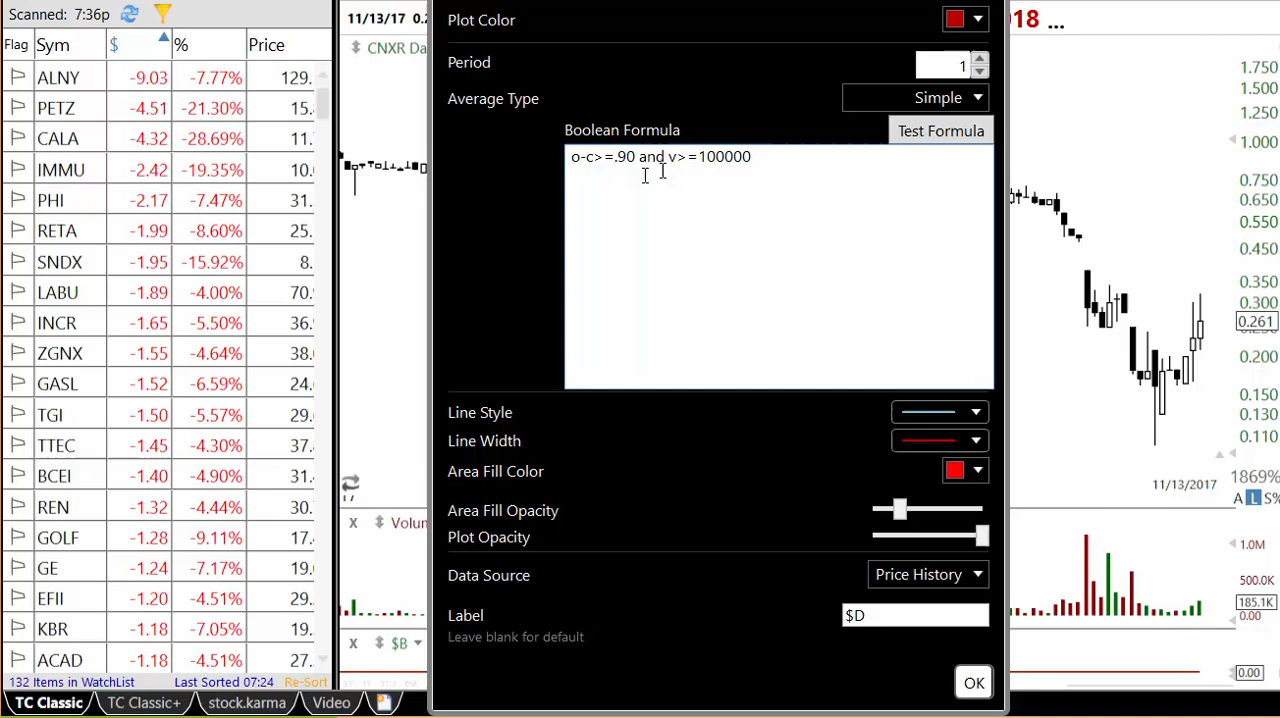 Scanned: 7:36p
Flag Sym $ % Price
ALNY -9.03 -7.77% 129.
PETZ -4.51 -21.30% 15.
CALA -4.32 -28.69% 11.
IMMU -2.42 -19.35% 10.
PHI -2.17 -7.47% 31.
RETA -1.99 -8.60% 25.
SNDX -1.95 -15.92% 8.
LABU -1.89 -4.00% 70.
INCR -1.65 -5.50% 36.
ZGNX -1.55 -4.64% 38.
GASL -1.52 -6.59% 24.
TGI -1.50 -5.57% 29.
TTEC -1.45 -4.30% 37.
BCEI -1.40 -4.90% 31.
REN -1.32 -4.44% 30.
GOLF -1.28 -9.11% 17.
GE -1.24 -7.17% 19.
EFII -1.20 -4.51% 29.
KBR -1.18 -7.05% 19.
ACAD -1.18 -4.51% 27.
132 Items in WatchList Last Sorted 07:24 Re-Sort
TC Classic TC Classic+ stock.karma Video
11/13/17 0.2
CNXR Da
X Volun
X $B
Plot Color
Period 1
Average Type Simple
Boolean Formula Test Formula
o-c>=.90 and v>=100000
Line Style
Line Width
Area Fill Color
Area Fill Opacity
Plot Opacity
Data Source Price History
Label $D
Leave blank for default
OK
018 ...
1.750
1.500
1.250
1.000
0.750
0.650
0.550
0.450
0.350
0.300
0.261
0.200
0.150
0.130
0.110
1869%
11/13/2017
A L S%
1.0M
500.0K
185.1K
0.00
0.00